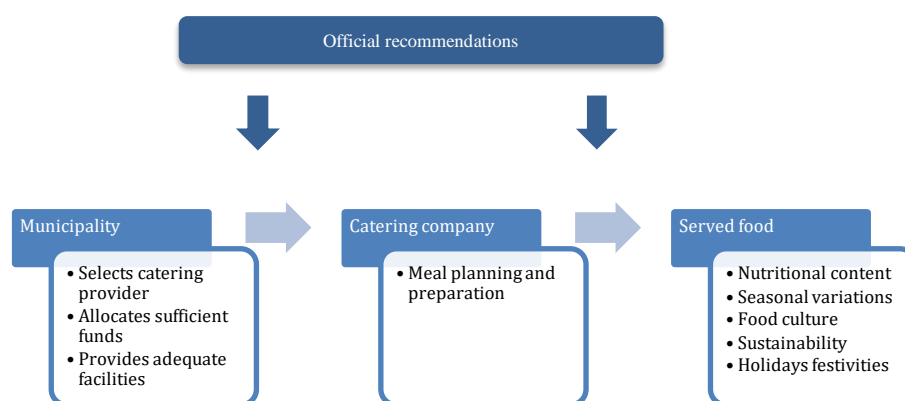 Official recommendations
Municipality
• Selects catering
provider
• Allocates sufficient
funds
• Provides adequate
facilities
Catering company
• Meal planning and
preparation
Served food
• Nutritional content
• Seasonal variations
• Food culture
• Sustainability
• Holidays festivities